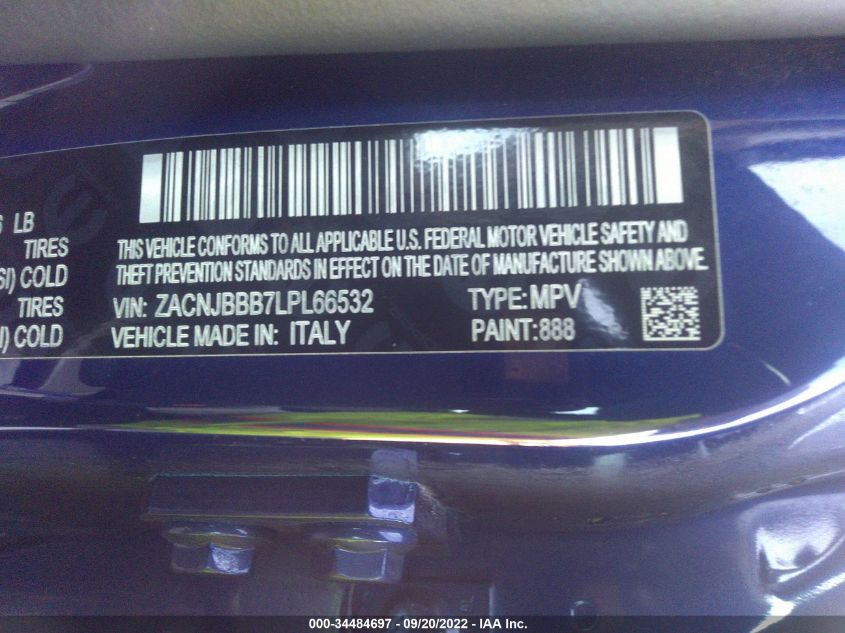 6 LB
TIRES
SI) COLD
TIRES
I) COLD
THIS VEHICLE CONFORMS TO ALL APPLICABLE U.S. FEDERAL MOTOR VEHICLE SAFETY AND
THEFT PREVENTION STANDARDS IN EFFECT ON THE DATE OF MANUFACTURE SHOWN ABOVE.
VIN: ZACNJBBB7LPL66532 TYPE: MPV
VEHICLE MADE IN: ITALY PAINT:888
000-34484697 - 09/20/2022 - IAA Inc.